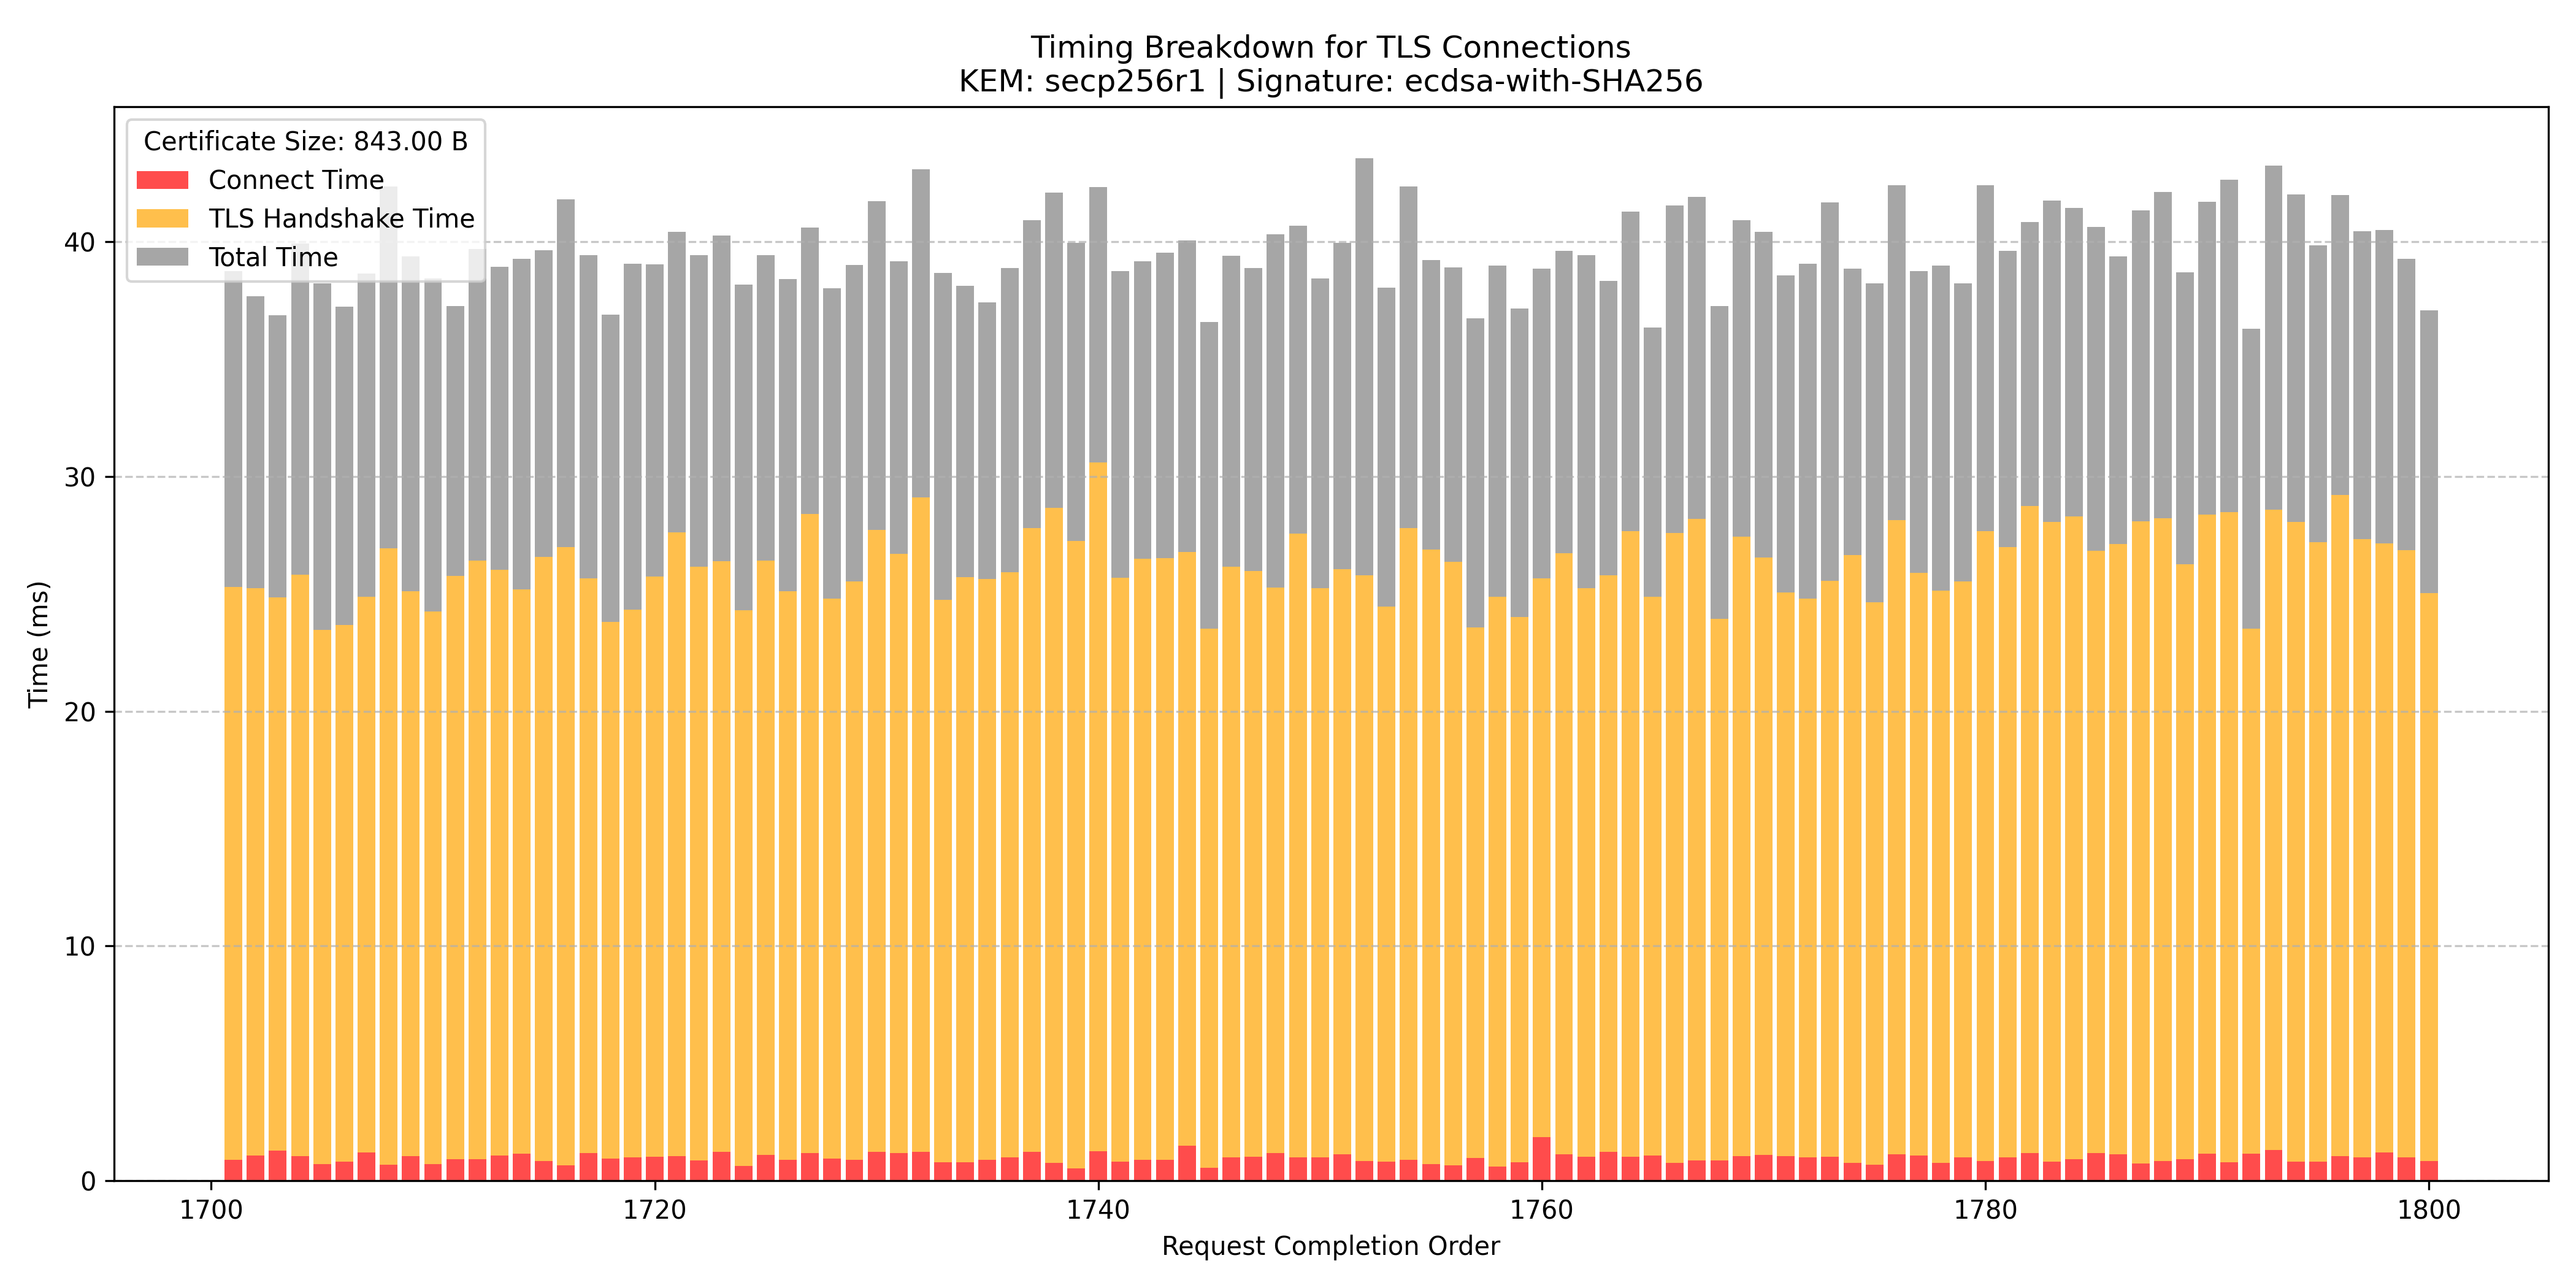 Timing Breakdown for TLS Connections
KEM: secp256r1 | Signature: ecdsa-with-SHA256
Certificate Size: 843.00 B
Connect Time
TLS Handshake Time
Total Time
Time (ms)
40
30
20
10
0
1700 1720 1740 1760 1780 1800
Request Completion Order